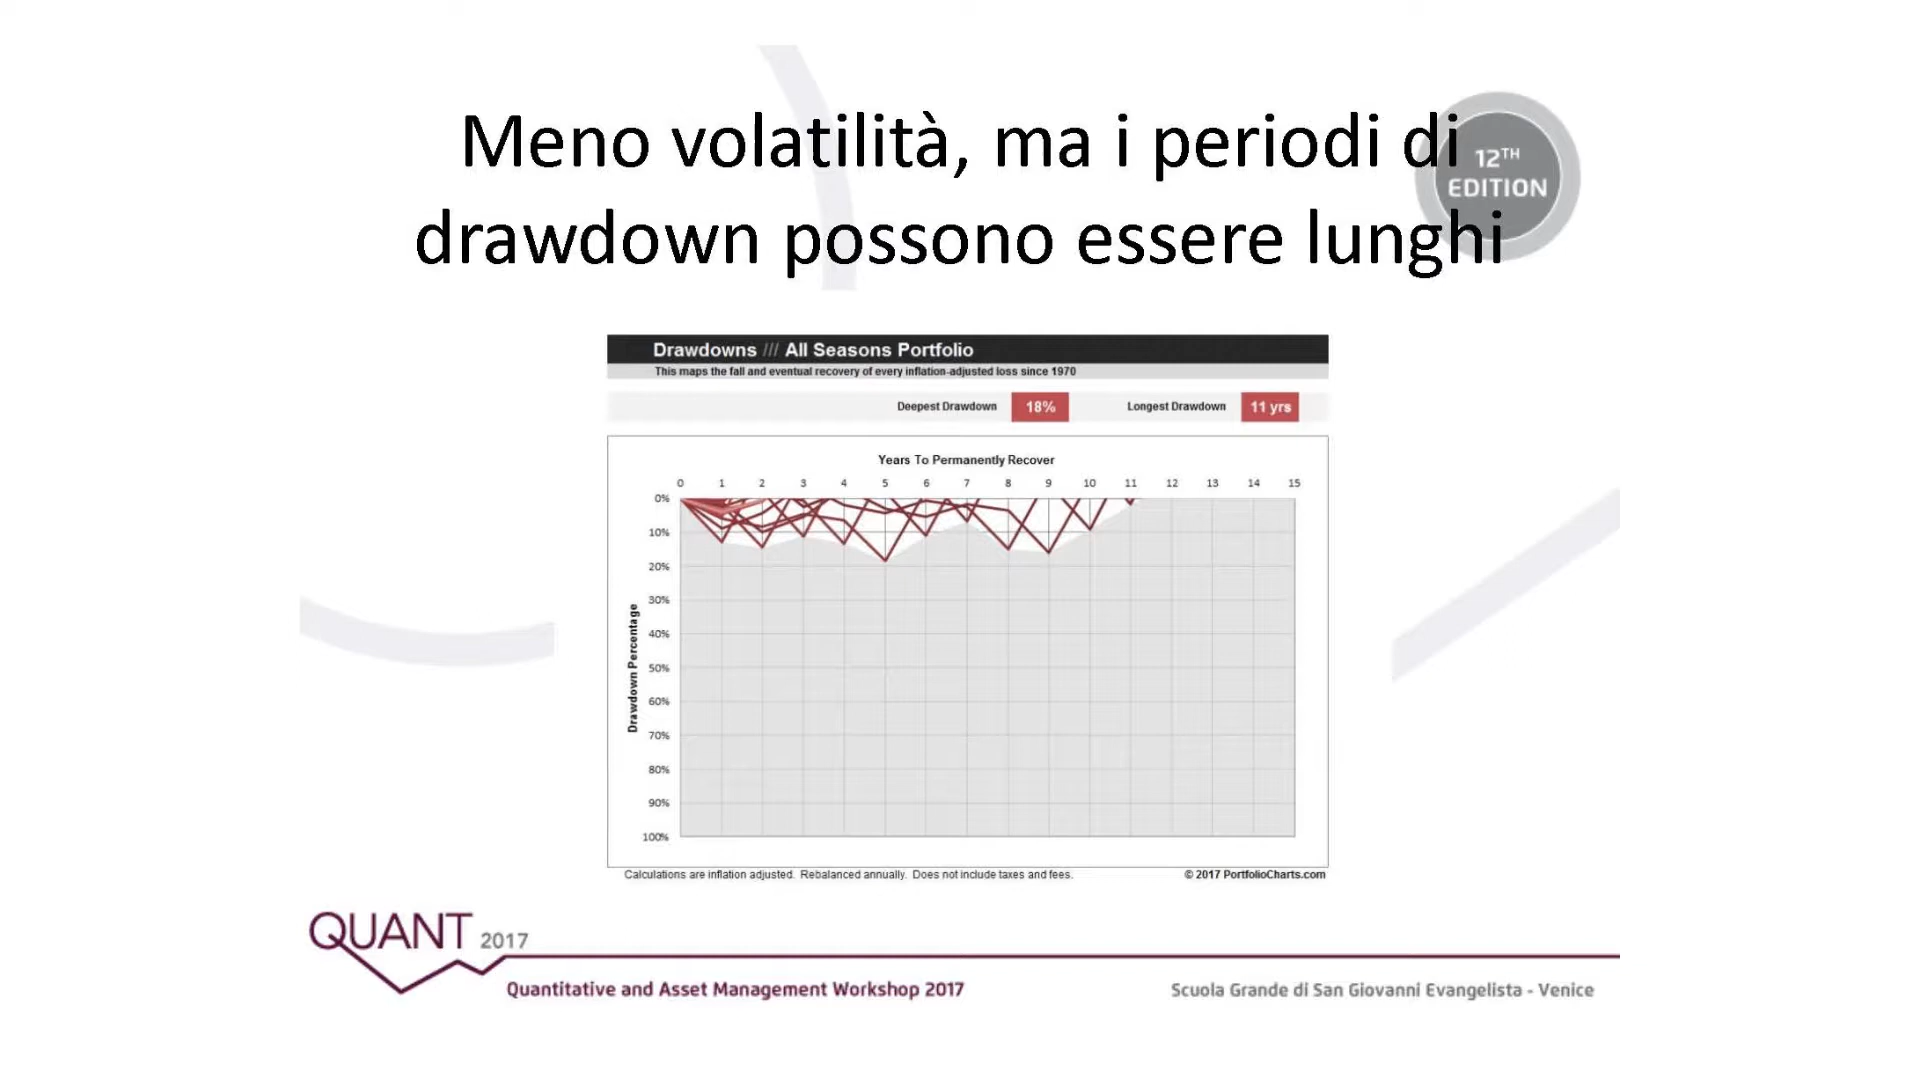 Meno volatilità, ma i periodi di
drawdown possono essere lunghi
12TH
EDITION
Drawdowns /// All Seasons Portfolio
This maps the fall and eventual recovery of every inflation-adjusted loss since 1970
Deepest Drawdown 18% Longest Drawdown 11 yrs
Years To Permanently Recover
0 1 2 3 4 5 6 7 8 9 10 11 12 13 14 15
0%
10%
20%
30%
40%
50%
60%
70%
80%
90%
100%
Drawdown Percentage
Calculations are inflation adjusted. Rebalanced annually. Does not include taxes and fees. © 2017 PortfolioCharts.com
QUANT 2017
Quantitative and Asset Management Workshop 2017 Scuola Grande di San Giovanni Evangelista - Venice